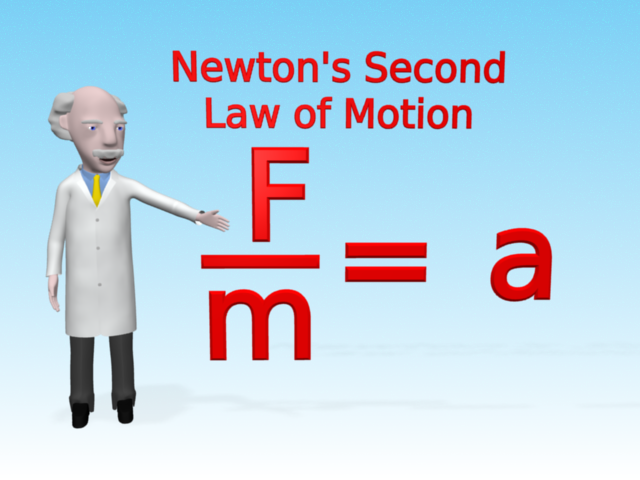 Newton's Second
Law of Motion
F
m
= a